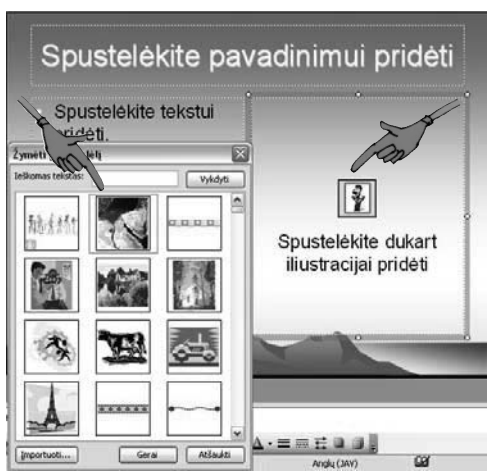 Spustelėkite pavadinimui pridėti
Spustelėkite tekstui
pridėti.
Žymėti
Ieškomas tekstas:
Vykdyti
Spustelėkite dukart
iliustracijai pridėti
Importuoti...
Gerai
Atšaukti
Anglų (JAV)